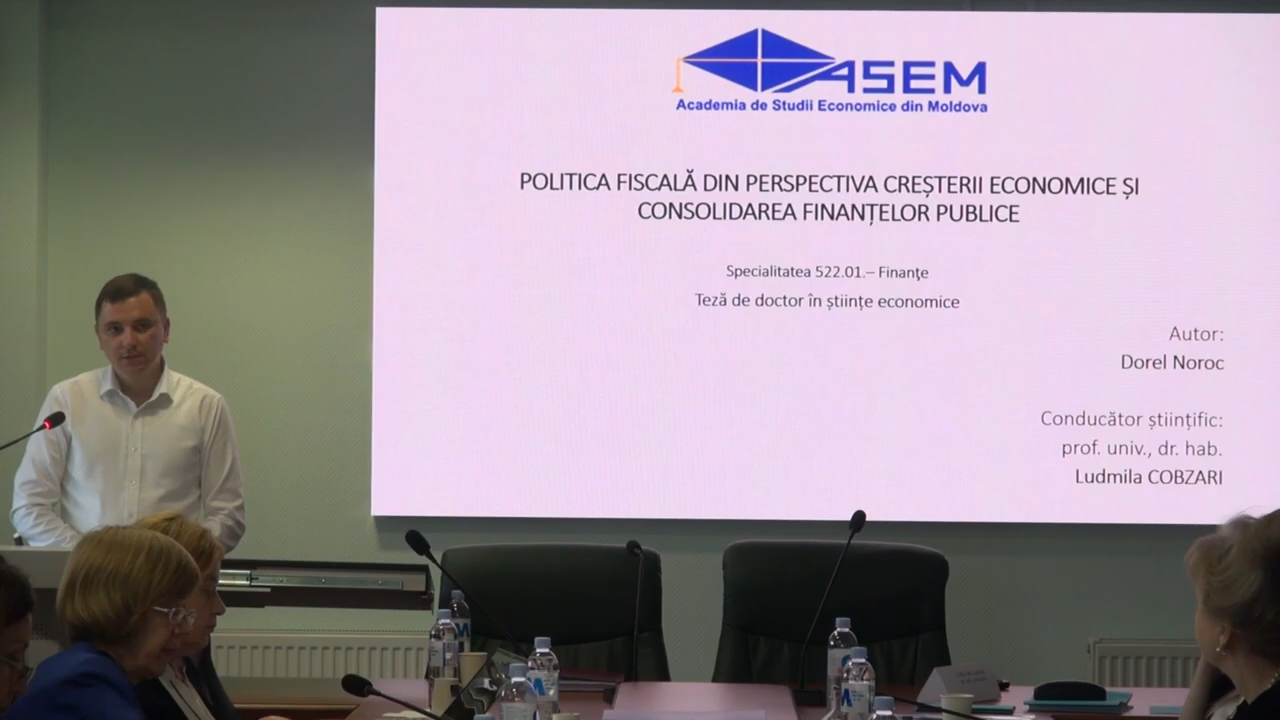 ASEM
Academia de Studii Economice din Moldova
POLITICA FISCALĂ DIN PERSPECTIVA CREȘTERII ECONOMICE ȘI
CONSOLIDAREA FINANȚELOR PUBLICE
Specialitatea 522.01.– Finanţe
Teză de doctor în științe economice
Autor:
Dorel Noroc
Conducător științific:
prof. univ., dr. hab.
Ludmila COBZARI